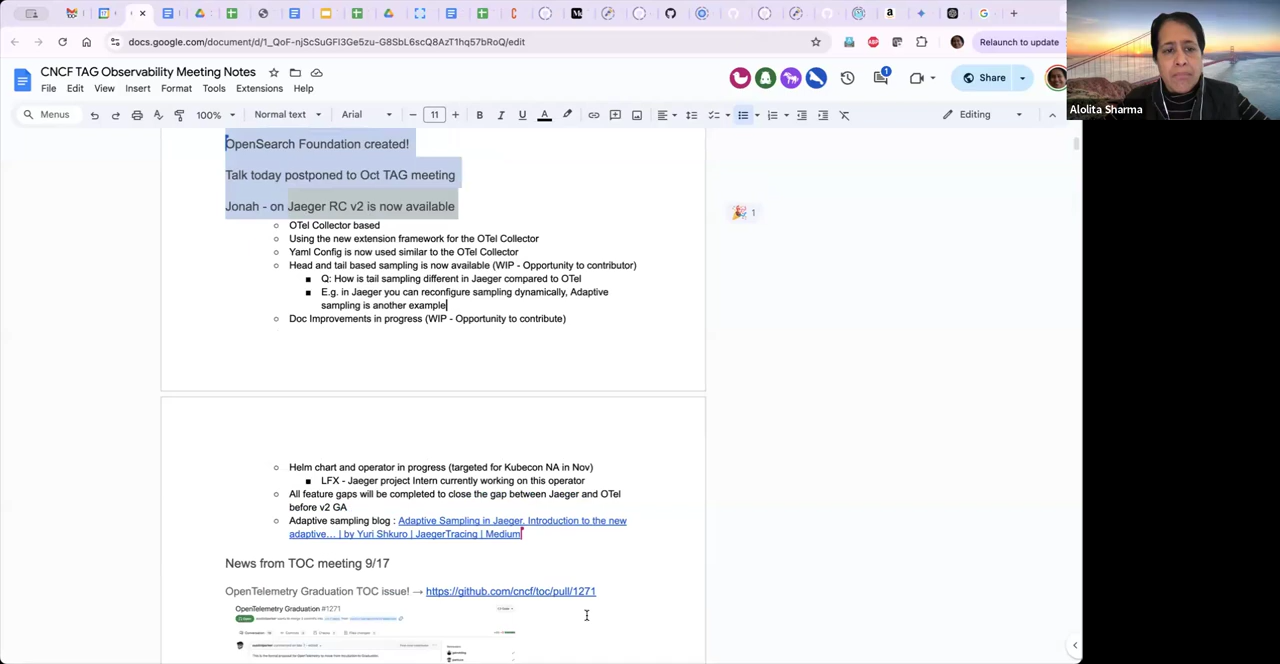 docs.google.com/document/d/1_QoF-njScSuGFl3Ge5zu-G8SbL6scQ8AzT1hq57bRoQ/edit
Relaunch to update
CNCF TAG Observability Meeting Notes
File Edit View Insert Format Tools Extensions Help
1
Share
Menus
100%
Normal text
Arial
11
B I U A
Editing
Alolita Sharma
OpenSearch Foundation created!
Talk today postponed to Oct TAG meeting
Jonah - on Jaeger RC v2 is now available
1
OTel Collector based
Using the new extension framework for the OTel Collector
Yaml Config is now used similar to the OTel Collector
Head and tail based sampling is now available (WIP - Opportunity to contributor)
Q: How is tail sampling different in Jaeger compared to OTel
E.g. in Jaeger you can reconfigure sampling dynamically, Adaptive
sampling is another example
Doc Improvements in progress (WIP - Opportunity to contribute)
Helm chart and operator in progress (targeted for Kubecon NA in Nov)
LFX - Jaeger project Intern currently working on this operator
All feature gaps will be completed to close the gap between Jaeger and OTel
before v2 GA
Adaptive sampling blog : Adaptive Sampling in Jaeger. Introduction to the new
adaptive… | by Yuri Shkuro | JaegerTracing | Medium
News from TOC meeting 9/17
OpenTelemetry Graduation TOC issue! → https://github.com/cncf/toc/pull/1271
OpenTelemetry Graduation #1271